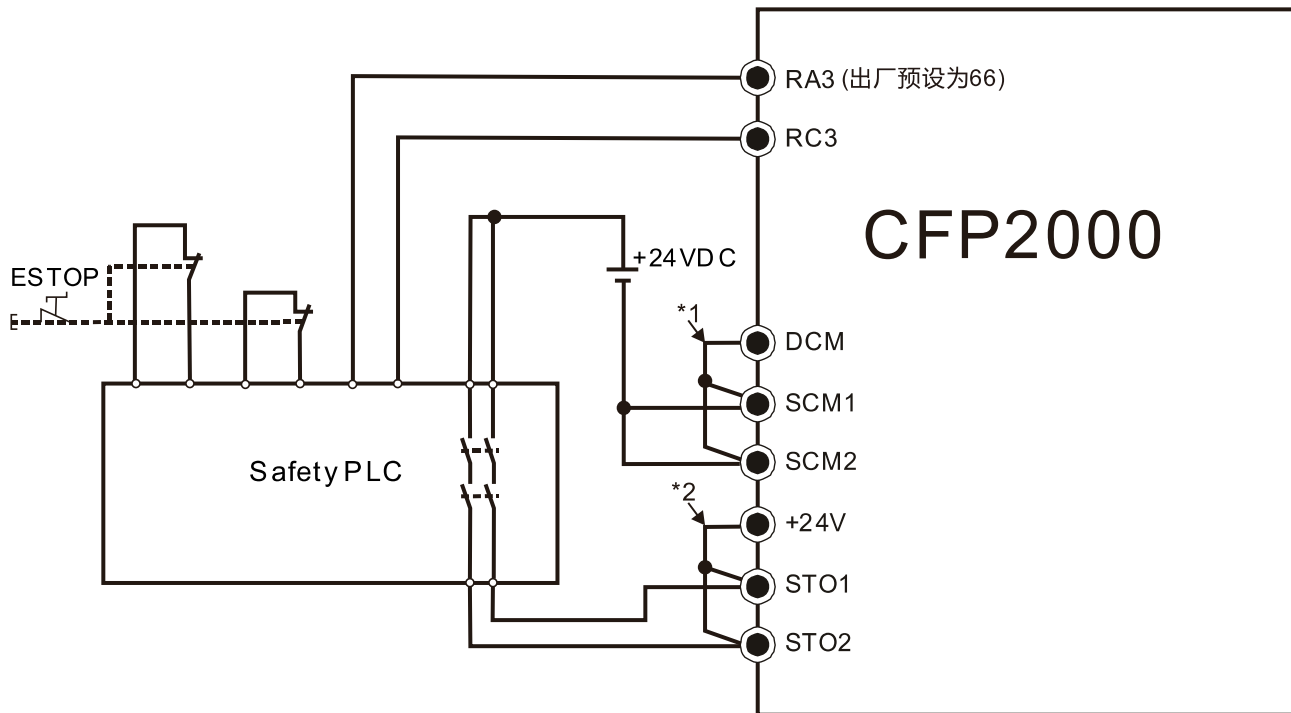 RA3 (出厂预设为66)
RC3
CFP2000
ESTOP
+24VDC
*1
DCM
SCM1
Safety PLC
SCM2
*2
+24V
STO1
STO2